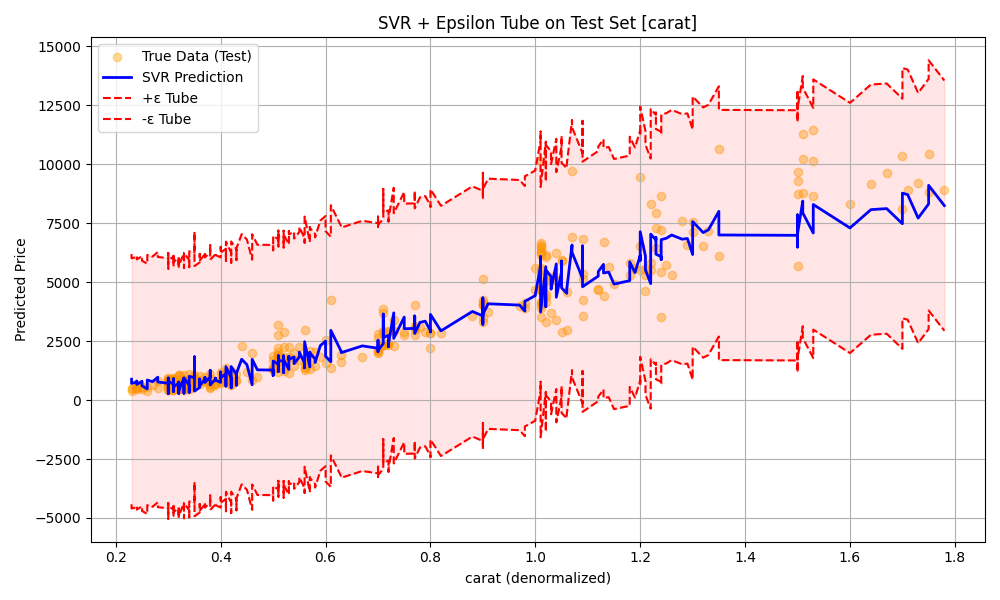 SVR + Epsilon Tube on Test Set [carat]
True Data (Test)
SVR Prediction
+ε Tube
-ε Tube
Predicted Price
15000
12500
10000
7500
5000
2500
0
−2500
−5000
0.2 0.4 0.6 0.8 1.0 1.2 1.4 1.6 1.8
carat (denormalized)